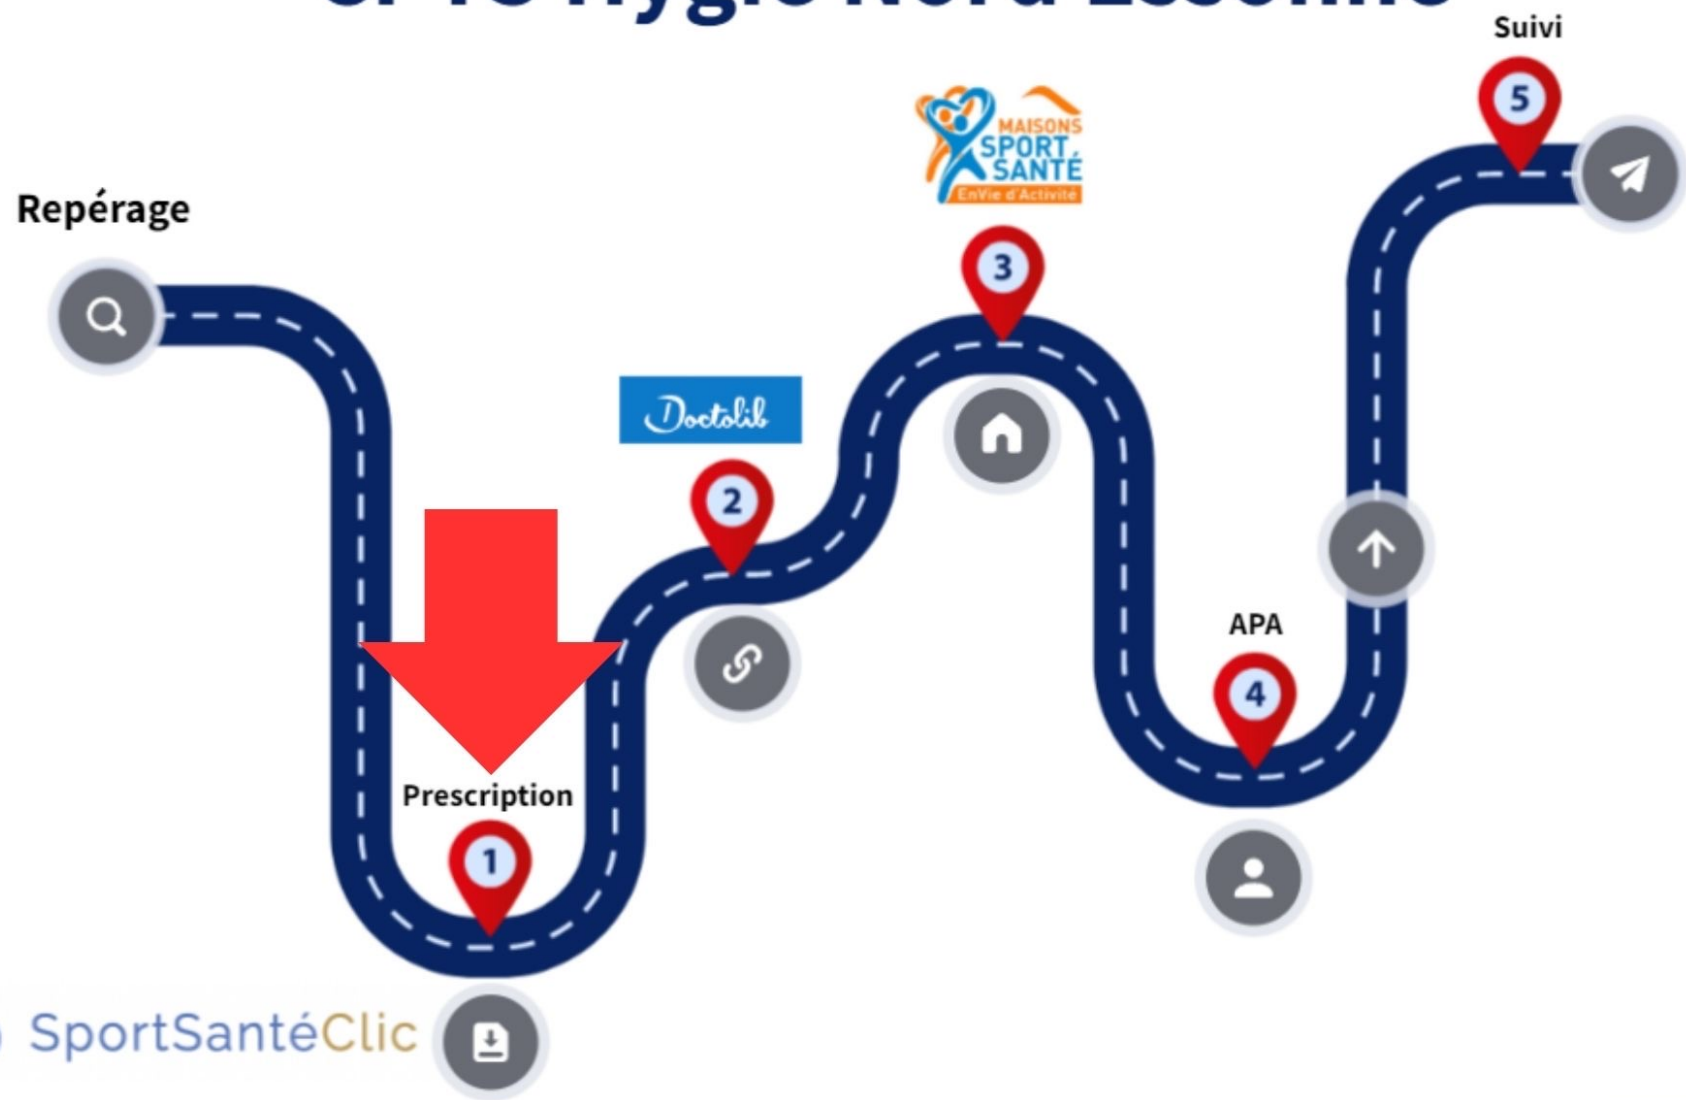 Suivi
5
MAISONS
SPORT
SANTÉ
EnVie d'Activité
Repérage
3
Doctolib
2
APA
4
Prescription
1
SportSantéClic